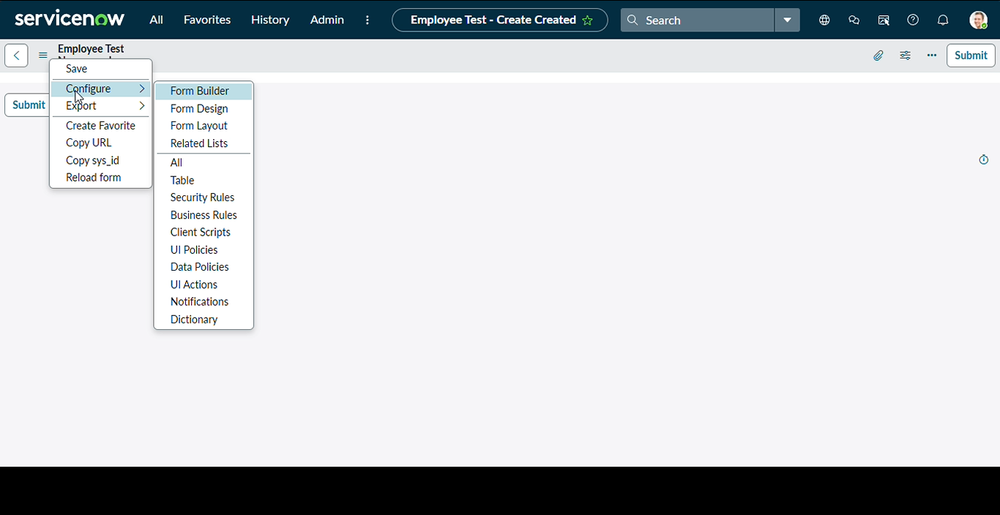 servicenow All Favorites History Admin Employee Test - Create Created Search
Employee Test
Submit
Save
Configure
Export
Create Favorite
Copy URL
Copy sys_id
Reload form
Form Builder
Form Design
Form Layout
Related Lists
All
Table
Security Rules
Business Rules
Client Scripts
UI Policies
Data Policies
UI Actions
Notifications
Dictionary
Submit